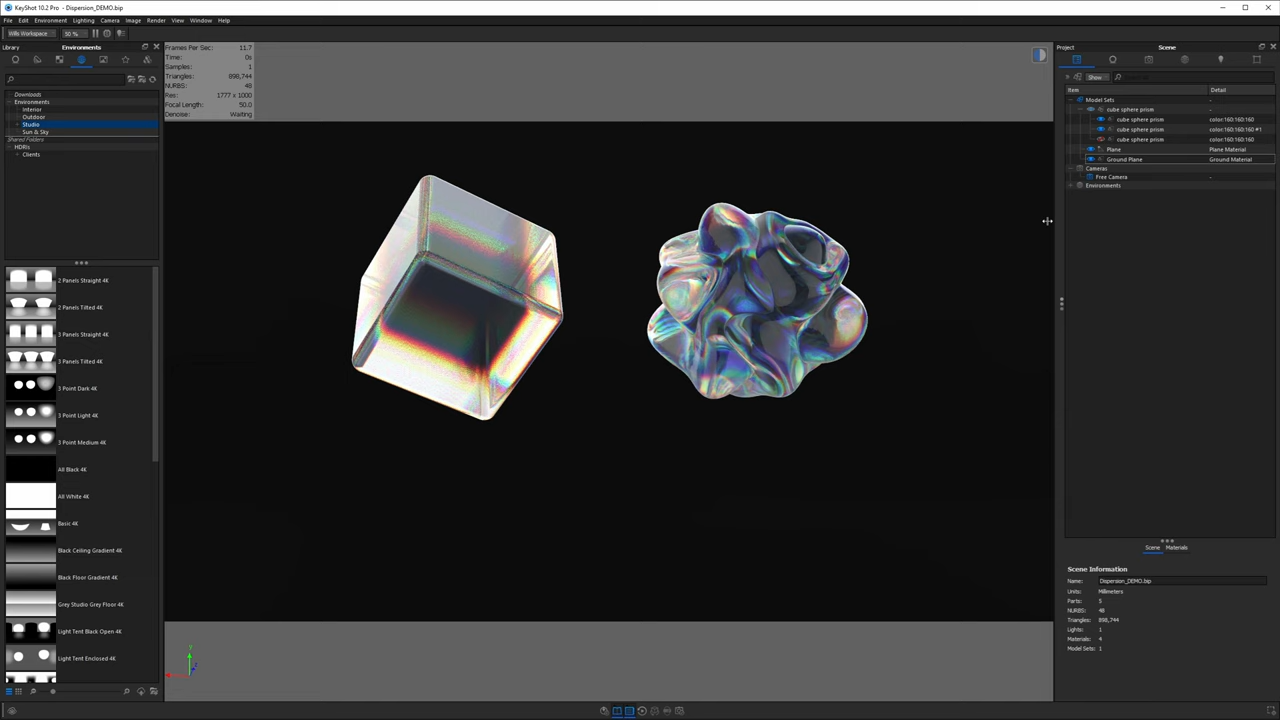 KeyShot 10.2 Pro - Dispersion_DEMO.bip
File Edit Environment Lighting Camera Image Render View Window Help
Wills Workspace 50 %
Library Environments
Downloads
Environments
Interior
Outdoor
Studio
Sun & Sky
Shared Folders
HDRIs
Clients
2 Panels Straight 4K
2 Panels Tilted 4K
3 Panels Straight 4K
3 Panels Tilted 4K
3 Point Dark 4K
3 Point Light 4K
3 Point Medium 4K
All Black 4K
All White 4K
Basic 4K
Black Ceiling Gradient 4K
Black Floor Gradient 4K
Grey Studio Grey Floor 4K
Light Tent Black Open 4K
Light Tent Enclosed 4K
Frames Per Sec: 11.7
Time: 0s
Samples: 1
Triangles: 898,744
NURBS: 48
Res: 1777 x 1000
Focal Length: 50.0
Denoise: Waiting
Project Scene
Show
Item Detail
Model Sets -
cube sphere prism -
cube sphere prism color:160:160:160
cube sphere prism color:160:160:160 #1
cube sphere prism color:160:160:160
Plane Plane Material
Ground Plane Ground Material
Cameras
Free Camera -
Environments
Scene Materials
Scene Information
Name: Dispersion_DEMO.bip
Units: Millimeters
Parts: 5
NURBS: 48
Triangles: 898,744
Lights: 1
Materials: 4
Model Sets: 1